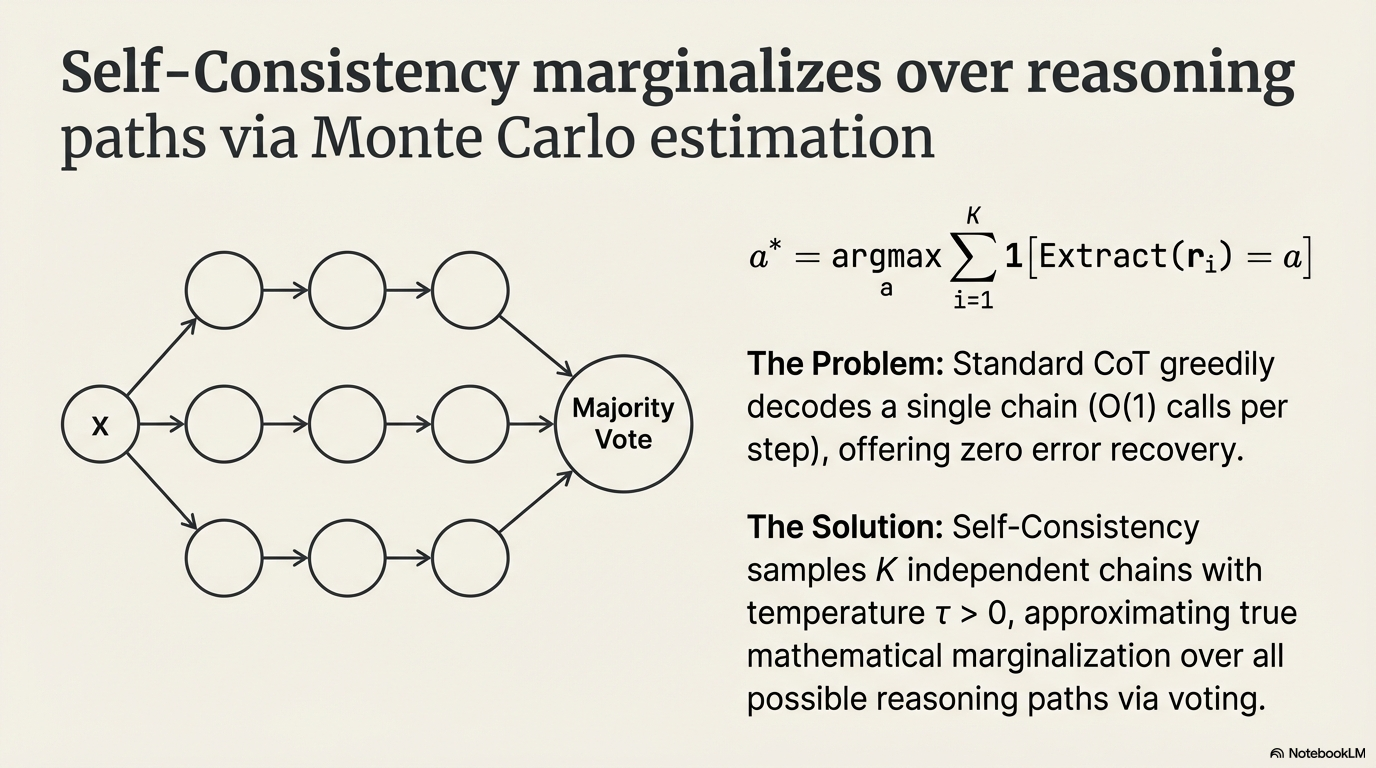 Self-Consistency marginalizes over reasoning
paths via Monte Carlo estimation
X
Majority
Vote
a* = argmax_a ∑_{i=1}^{K} 1[Extract(r_i) = a]
The Problem: Standard CoT greedily
decodes a single chain (O(1) calls per
step), offering zero error recovery.
The Solution: Self-Consistency
samples K independent chains with
temperature τ > 0, approximating true
mathematical marginalization over all
possible reasoning paths via voting.
NotebookLM